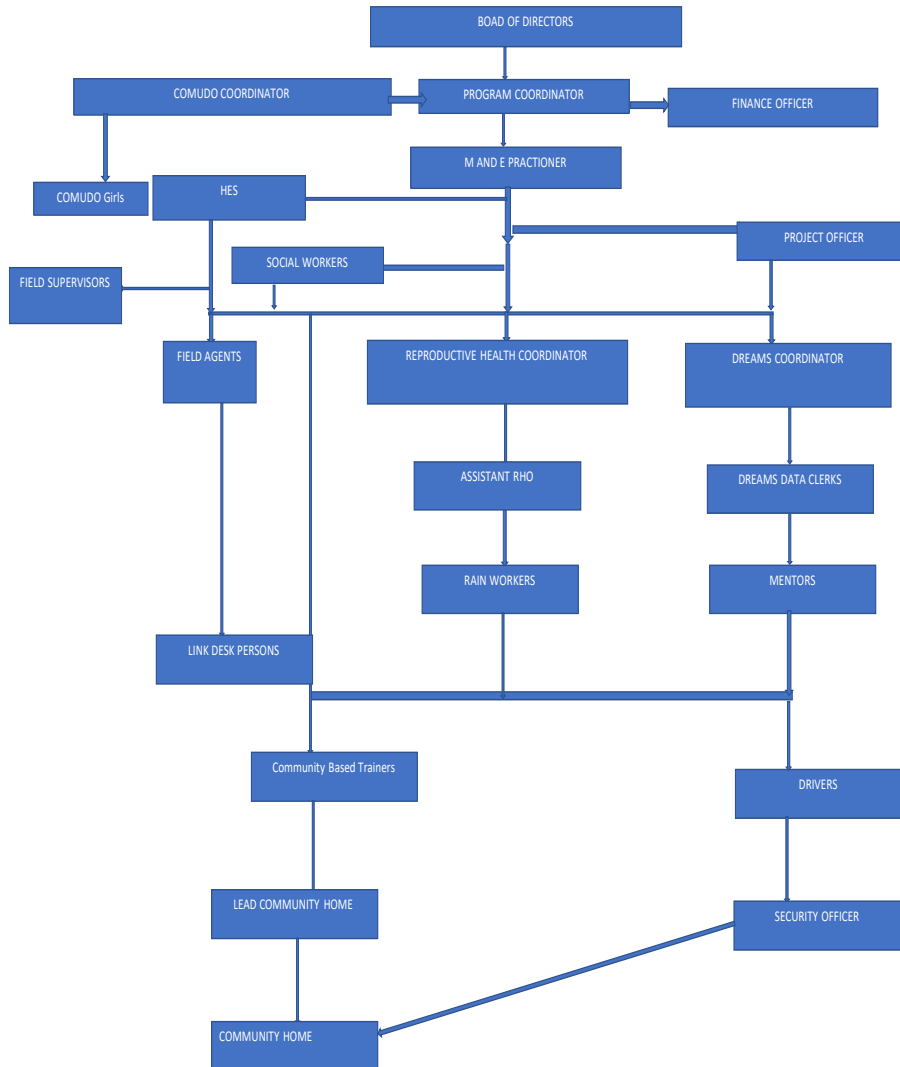 BOAD OF DIRECTORS
COMUDO COORDINATOR
PROGRAM COORDINATOR
FINANCE OFFICER
M AND E PRACTIONER
COMUDO Girls
HES
PROJECT OFFICER
SOCIAL WORKERS
FIELD SUPERVISORS
FIELD AGENTS
REPRODUCTIVE HEALTH COORDINATOR
DREAMS COORDINATOR
ASSISTANT RHO
DREAMS DATA CLERKS
RAIN WORKERS
MENTORS
LINK DESK PERSONS
Community Based Trainers
DRIVERS
LEAD COMMUNITY HOME
SECURITY OFFICER
COMMUNITY HOME